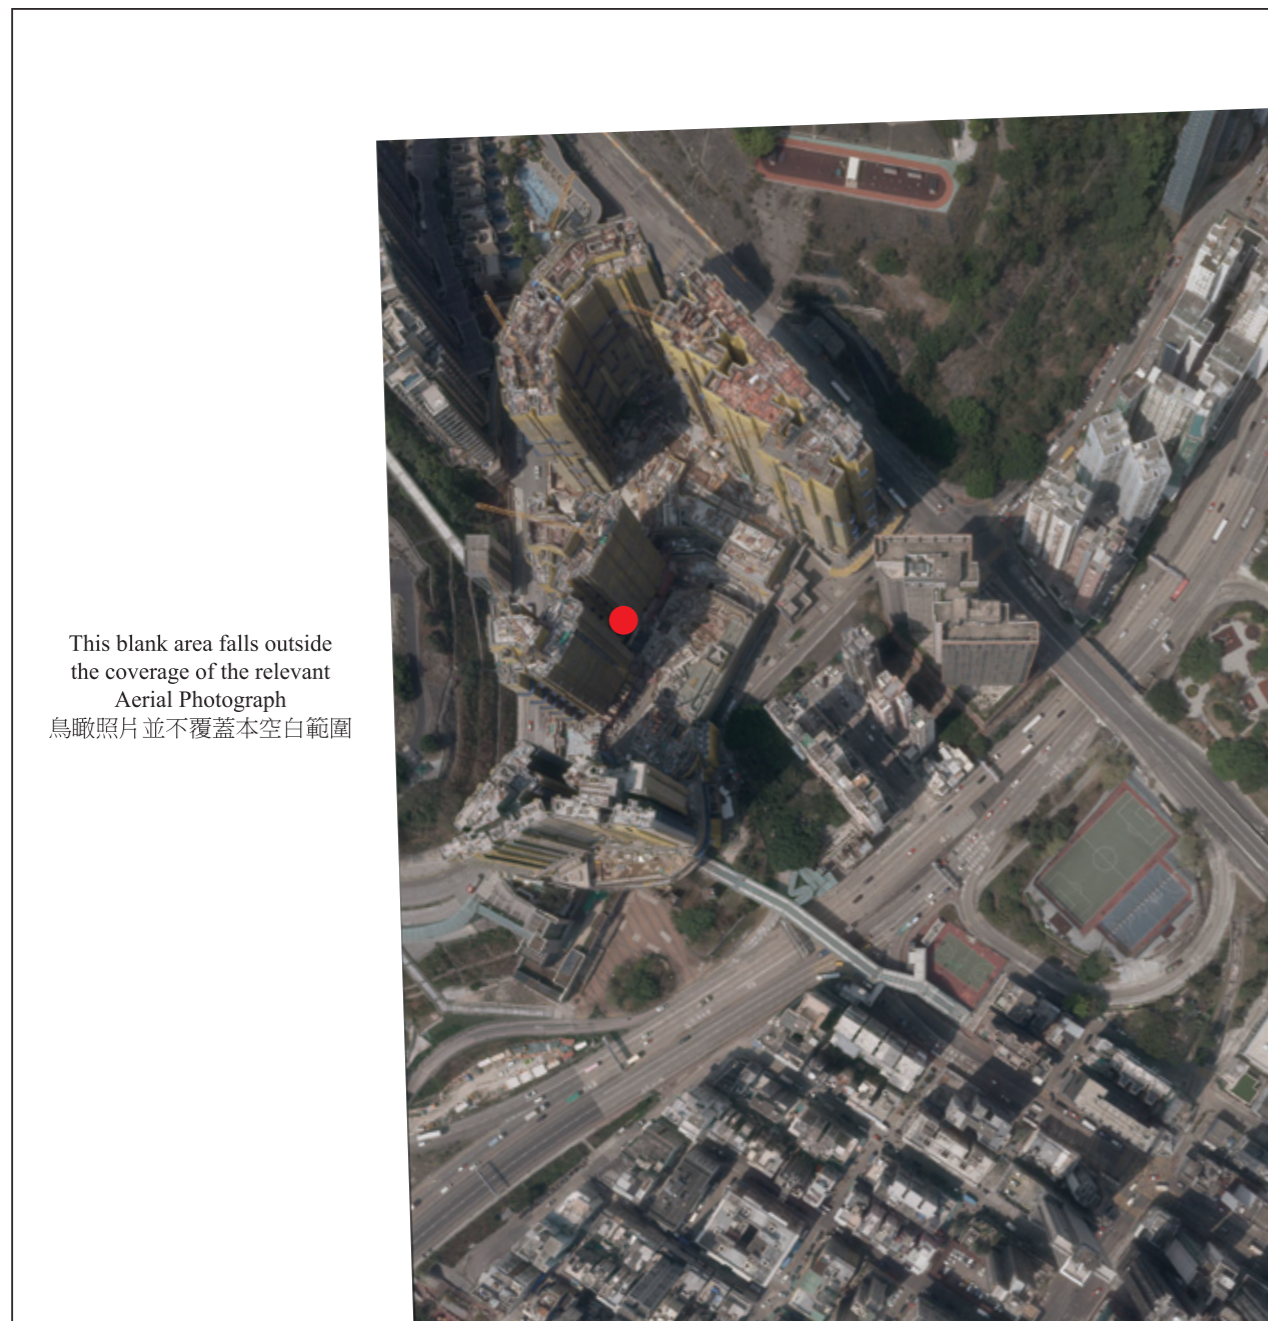 This blank area falls outside
the coverage of the relevant
Aerial Photograph
鳥瞰照片並不覆蓋本空白範圍